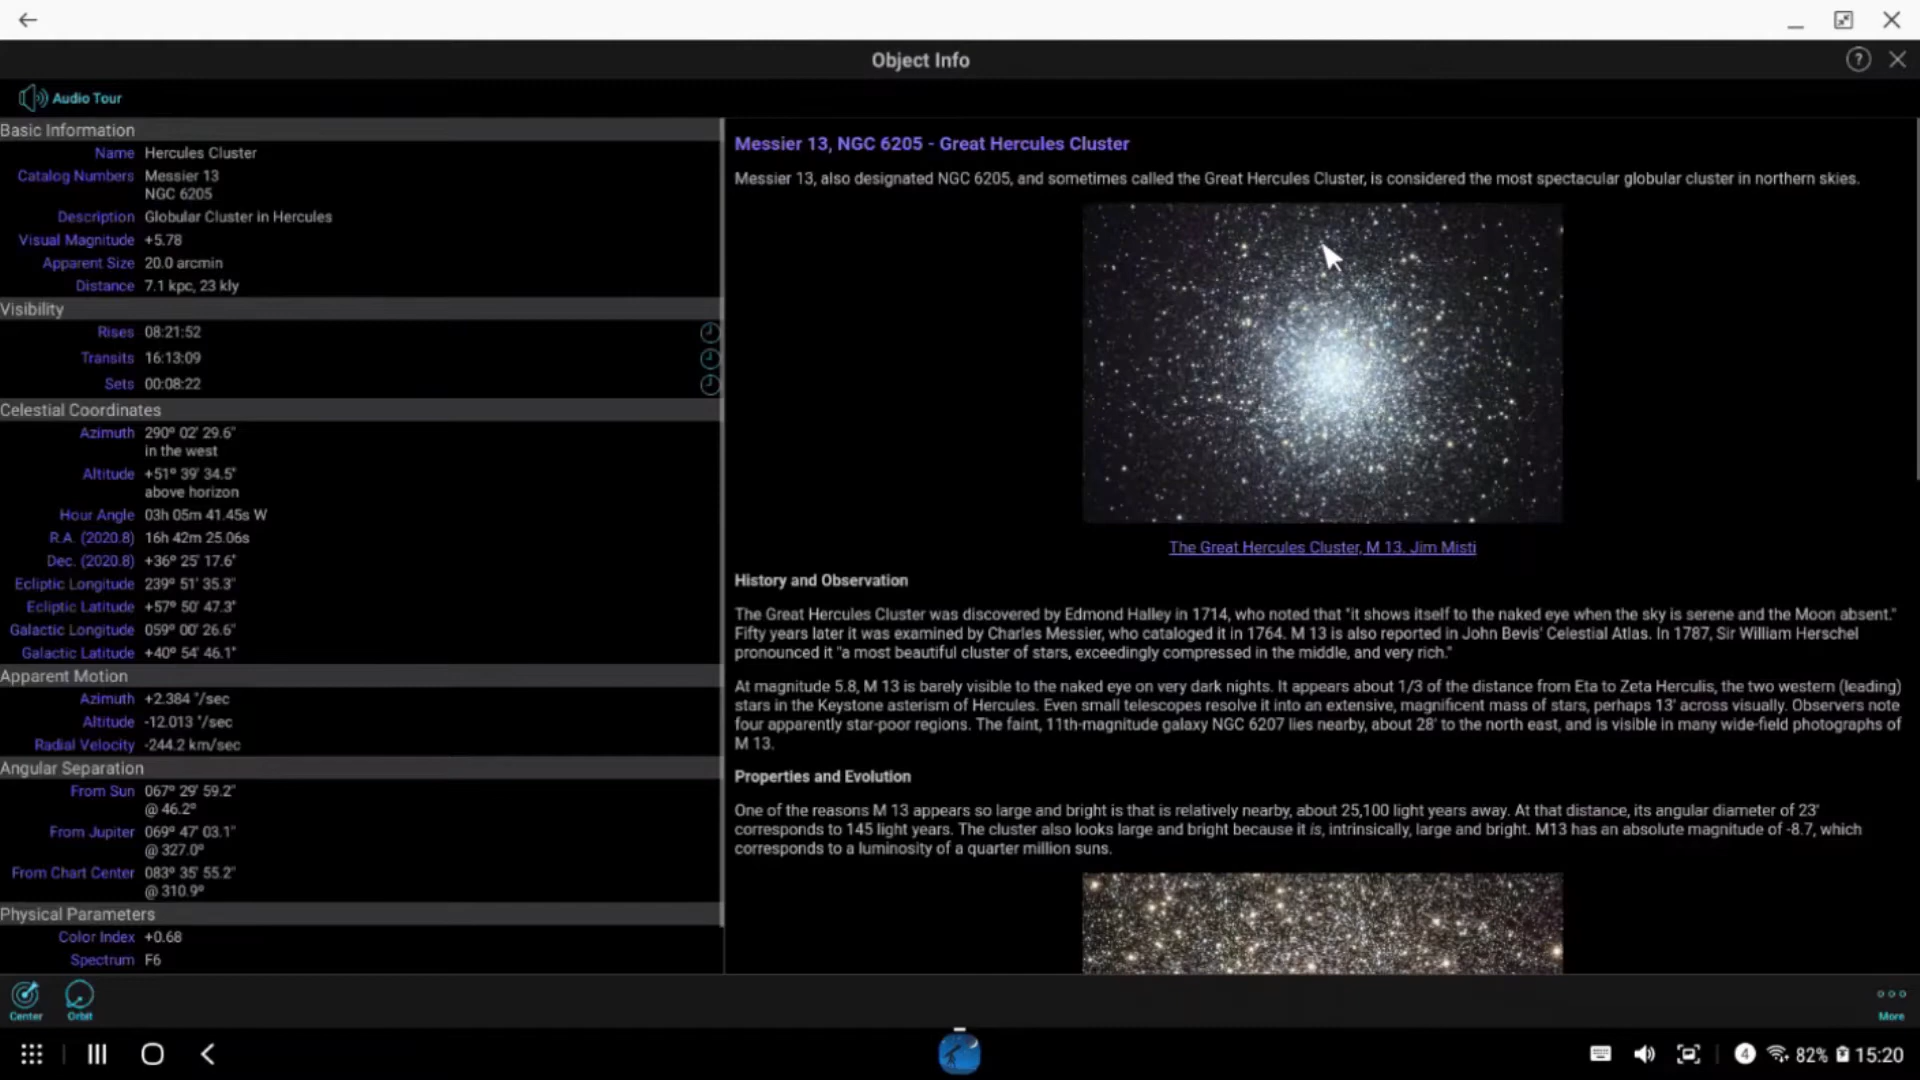 Object Info
?
Audio Tour
Basic Information
Name Hercules Cluster
Catalog Numbers Messier 13
NGC 6205
Description Globular Cluster in Hercules
Visual Magnitude +5.78
Apparent Size 20.0 arcmin
Distance 7.1 kpc, 23 kly
Visibility
Rises 08:21:52
Transits 16:13:09
Sets 00:08:22
Celestial Coordinates
Azimuth 290° 02' 29.6"
in the west
Altitude +51° 39' 34.5"
above horizon
Hour Angle 03h 05m 41.45s W
R.A. (2020.8) 16h 42m 25.06s
Dec. (2020.8) +36° 25' 17.6"
Ecliptic Longitude 239° 51' 35.3"
Ecliptic Latitude +57° 50' 47.3"
Galactic Longitude 059° 00' 26.6"
Galactic Latitude +40° 54' 46.1"
Apparent Motion
Azimuth +2.384 "/sec
Altitude -12.013 "/sec
Radial Velocity -244.2 km/sec
Angular Separation
From Sun 067° 29' 59.2"
@ 46.2°
From Jupiter 069° 47' 03.1"
@ 327.0°
From Chart Center 083° 35' 55.2"
@ 310.9°
Physical Parameters
Color Index +0.68
Spectrum F6
Messier 13, NGC 6205 - Great Hercules Cluster
Messier 13, also designated NGC 6205, and sometimes called the Great Hercules Cluster, is considered the most spectacular globular cluster in northern skies.
The Great Hercules Cluster, M 13. Jim Misti
History and Observation
The Great Hercules Cluster was discovered by Edmond Halley in 1714, who noted that "it shows itself to the naked eye when the sky is serene and the Moon absent."
Fifty years later it was examined by Charles Messier, who cataloged it in 1764. M 13 is also reported in John Bevis' Celestial Atlas. In 1787, Sir William Herschel
pronounced it "a most beautiful cluster of stars, exceedingly compressed in the middle, and very rich."
At magnitude 5.8, M 13 is barely visible to the naked eye on very dark nights. It appears about 1/3 of the distance from Eta to Zeta Herculis, the two western (leading)
stars in the Keystone asterism of Hercules. Even small telescopes resolve it into an extensive, magnificent mass of stars, perhaps 13' across visually. Observers note
four apparently star-poor regions. The faint, 11th-magnitude galaxy NGC 6207 lies nearby, about 28' to the north east, and is visible in many wide-field photographs of
M 13.
Properties and Evolution
One of the reasons M 13 appears so large and bright is that is relatively nearby, about 25,100 light years away. At that distance, its angular diameter of 23'
corresponds to 145 light years. The cluster also looks large and bright because it is, intrinsically, large and bright. M13 has an absolute magnitude of -8.7, which
corresponds to a luminosity of a quarter million suns.
Center
Orbit
More
4
82%
15:20